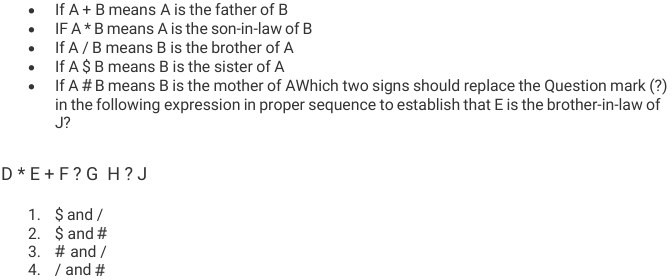 • If A + B means A is the father of B
• IF A * B means A is the son-in-law of B
• If A / B means B is the brother of A
• If A $ B means B is the sister of A
• If A # B means B is the mother of AWhich two signs should replace the Question mark (?)
in the following expression in proper sequence to establish that E is the brother-in-law of
J?
D * E + F ? G H ? J
1. $ and /
2. $ and #
3. # and /
4. / and #